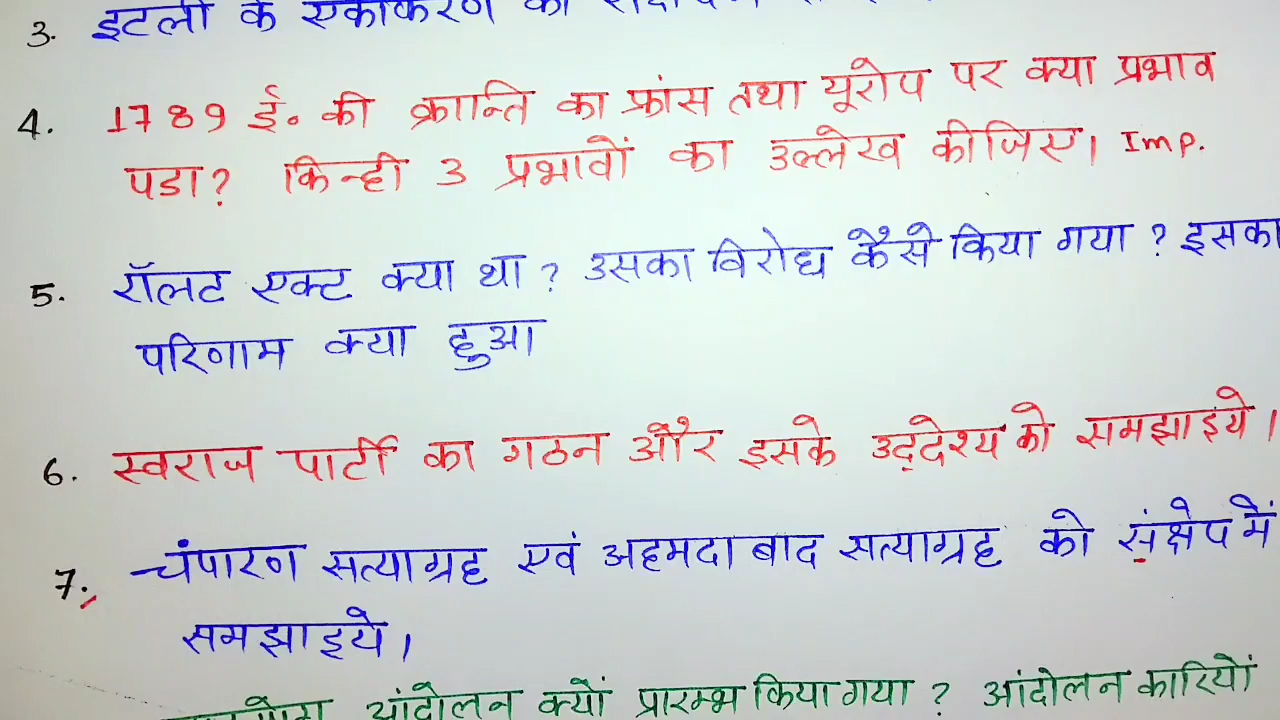 3. इटली के एकीकरण का
4. 1789 ई. की क्रान्ति का फ्रांस तथा यूरोप पर क्या प्रभाव
पडा? किन्ही 3 प्रभावों का उल्लेख कीजिए। Imp.
5. रॉलट एक्ट क्या था? उसका विरोध कैसे किया गया? इसका
परिणाम क्या हुआ
6. स्वराज पार्टी का गठन और इसके उद्देश्य को समझाइये।
7. चंपारण सत्याग्रह एवं अहमदाबाद सत्याग्रह को संक्षेप में
समझाइये।
आंदोलन क्यों प्रारम्भ किया गया? आंदोलन कारियों